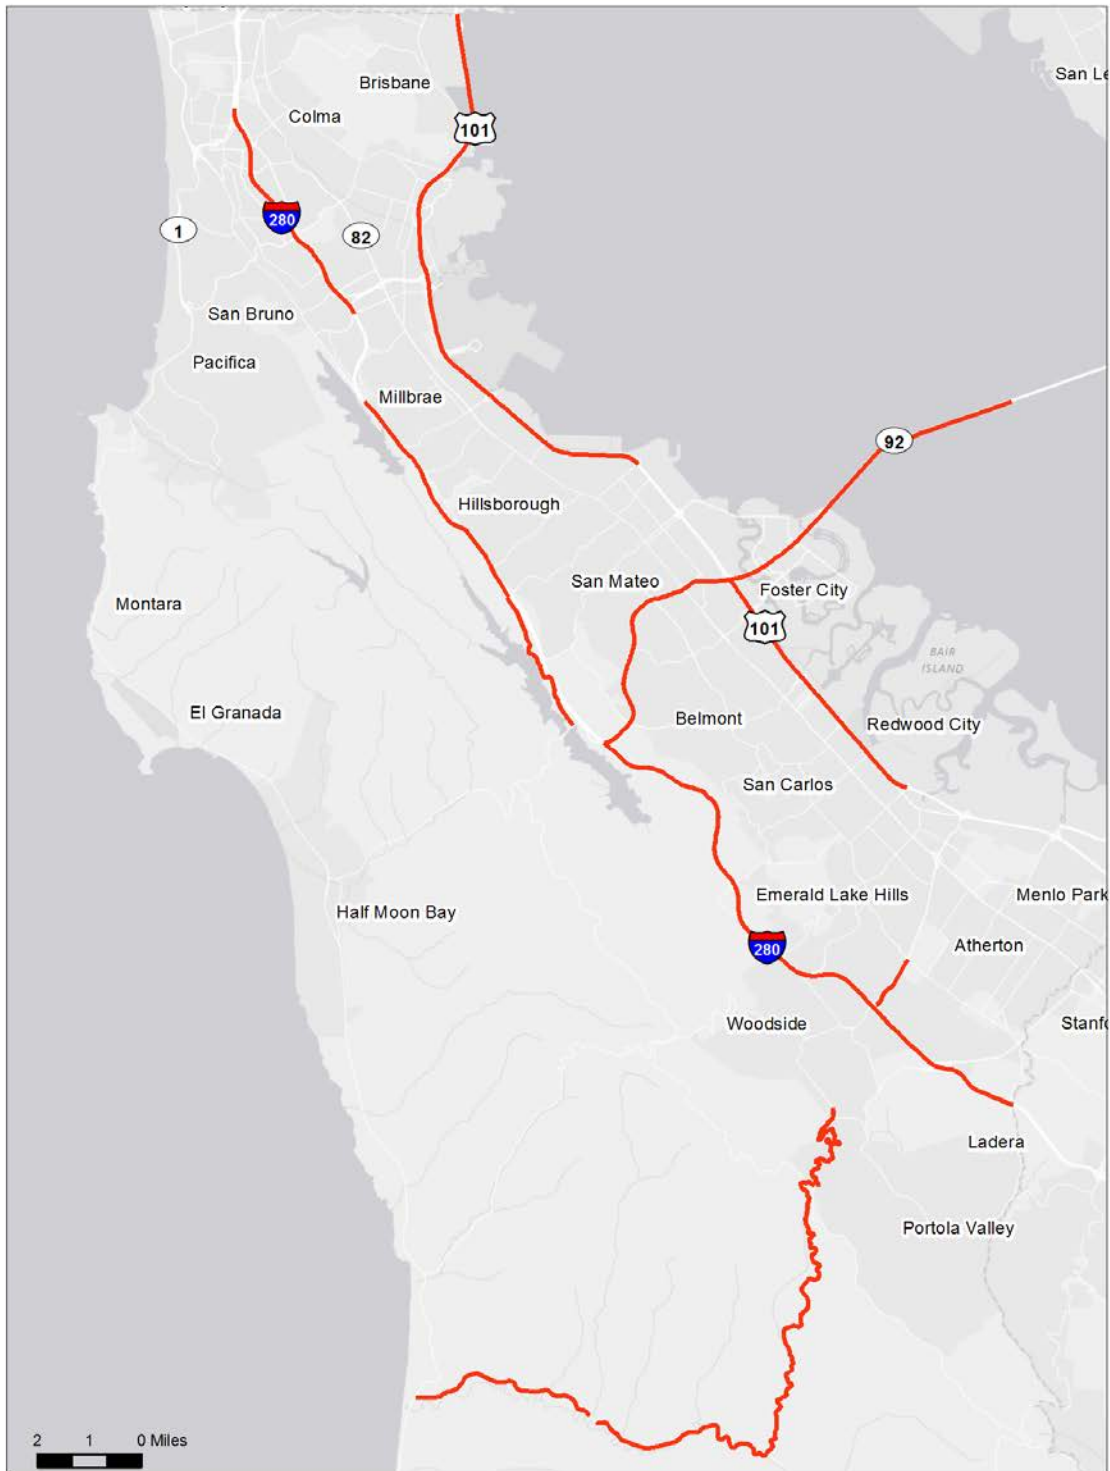 San Le
Brisbane
Colma
101
280
1
82
San Bruno
Pacifica
Millbrae
92
Hillsborough
San Mateo
Foster City
Montara
101
BAIR
ISLAND
El Granada
Belmont
Redwood City
San Carlos
Emerald Lake Hills
Menlo Park
Half Moon Bay
Atherton
280
Woodside
Stanfo
Ladera
Portola Valley
2 1 0 Miles